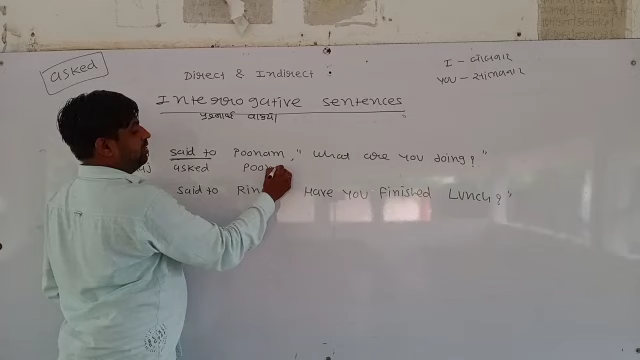 asked
Direct & Indirect :
I - બોલનાર
You - સાંભળનાર
Interrogative sentences
પ્રશ્નાર્થ વાક્યો
said to Poonam, " What are you doing? "
asked Poo
said to Rin Have you finished Lunch? "